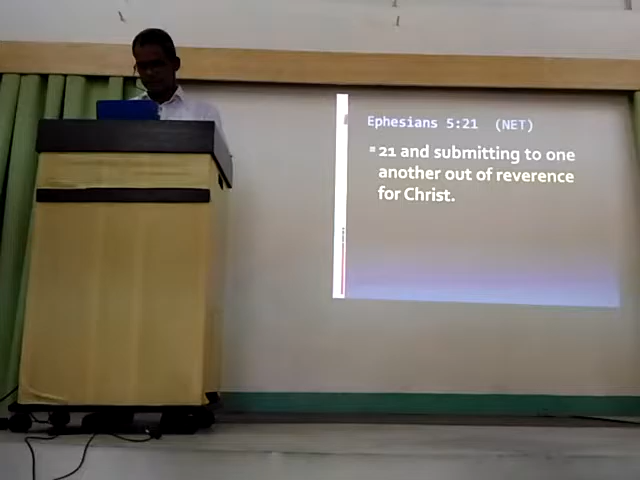 Ephesians 5:21 (NET)
21 and submitting to one
another out of reverence
for Christ.